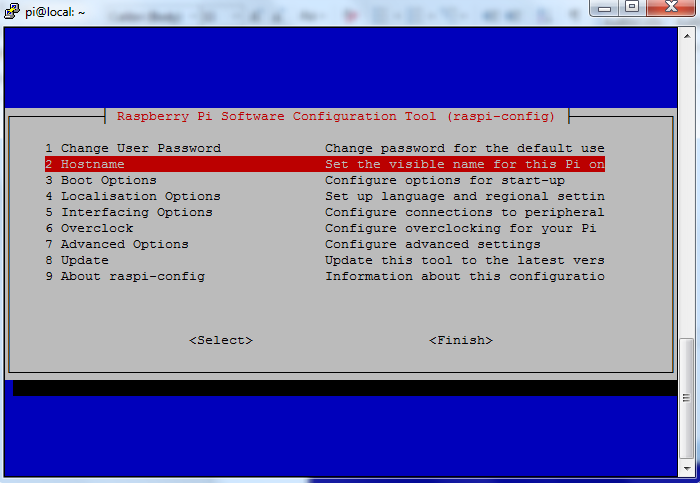 pi@local: ~
Raspberry Pi Software Configuration Tool (raspi-config)
1 Change User Password Change password for the default use
2 Hostname Set the visible name for this Pi on
3 Boot Options Configure options for start-up
4 Localisation Options Set up language and regional settin
5 Interfacing Options Configure connections to peripheral
6 Overclock Configure overclocking for your Pi
7 Advanced Options Configure advanced settings
8 Update Update this tool to the latest vers
9 About raspi-config Information about this configuratio
<Select> <Finish>